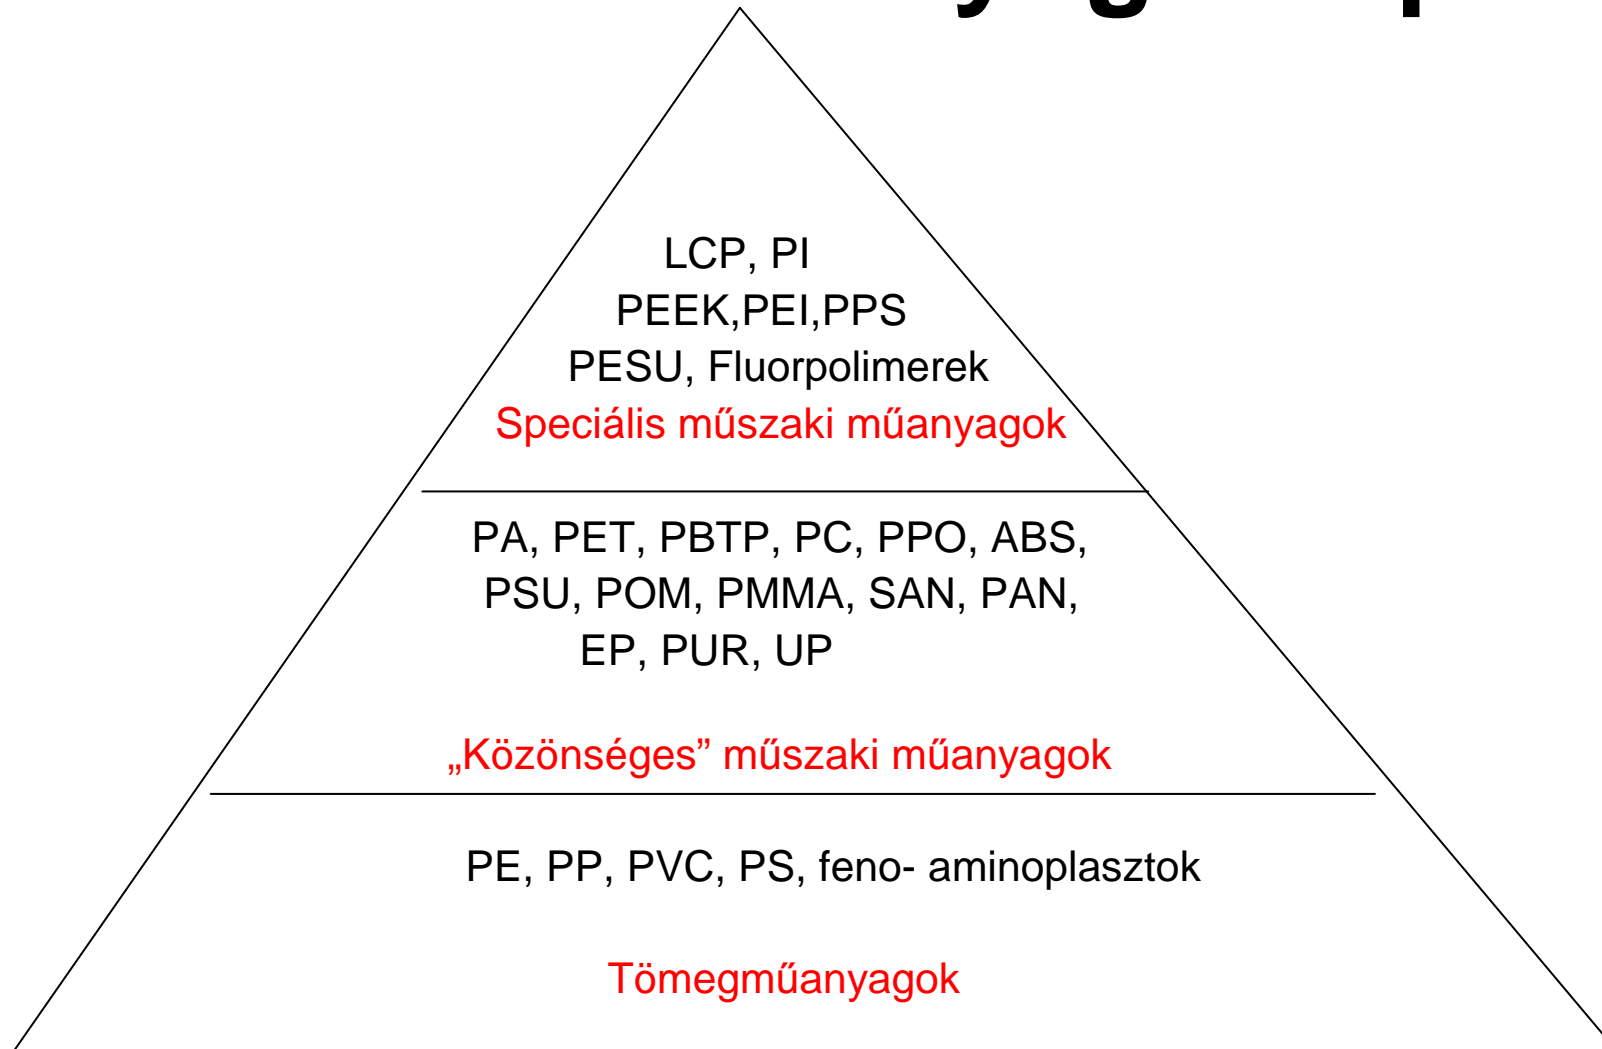 LCP, PI
PEEK,PEI,PPS
PESU, Fluorpolimerek
Speciális műszaki műanyagok
PA, PET, PBTP, PC, PPO, ABS,
PSU, POM, PMMA, SAN, PAN,
EP, PUR, UP
„Közönséges” műszaki műanyagok
PE, PP, PVC, PS, feno- aminoplasztok
Tömegműanyagok